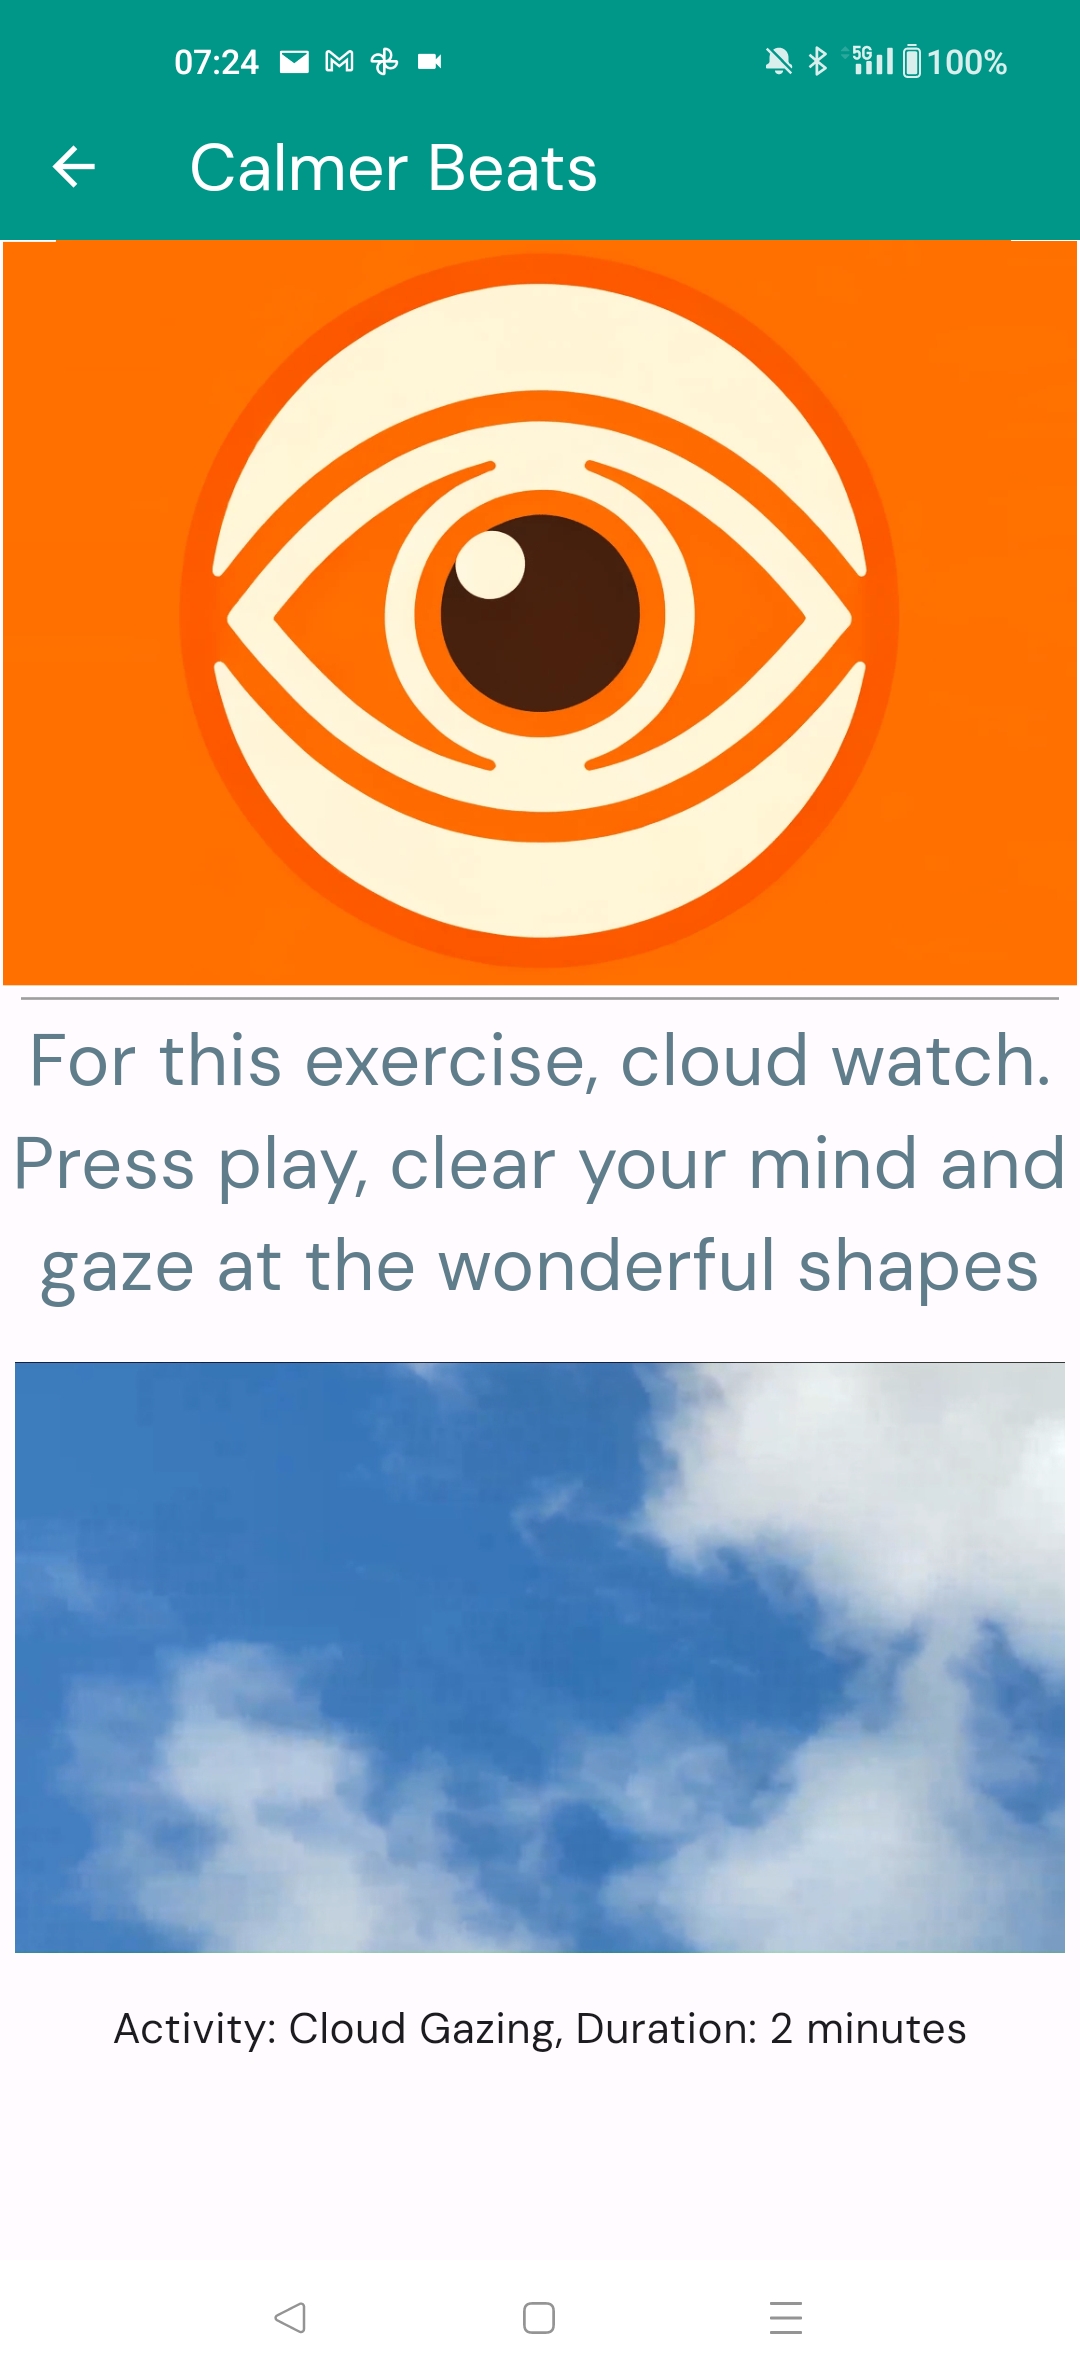 07:24
5G
100%
Calmer Beats
For this exercise, cloud watch.
Press play, clear your mind and
gaze at the wonderful shapes
Activity: Cloud Gazing, Duration: 2 minutes